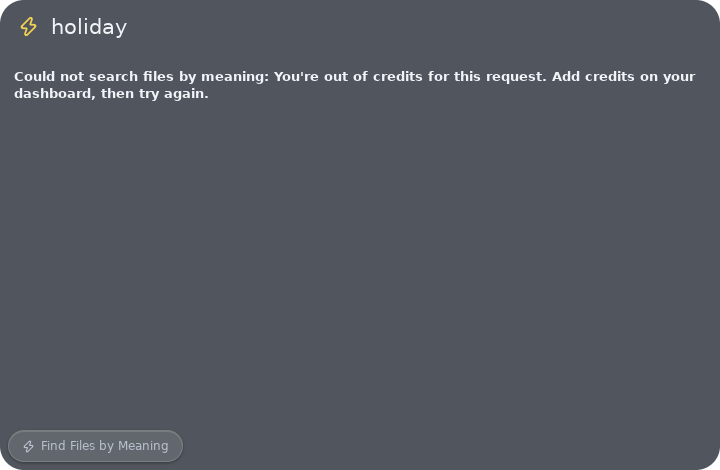 holiday
Could not search files by meaning: You're out of credits for this request. Add credits on your
dashboard, then try again.
Find Files by Meaning